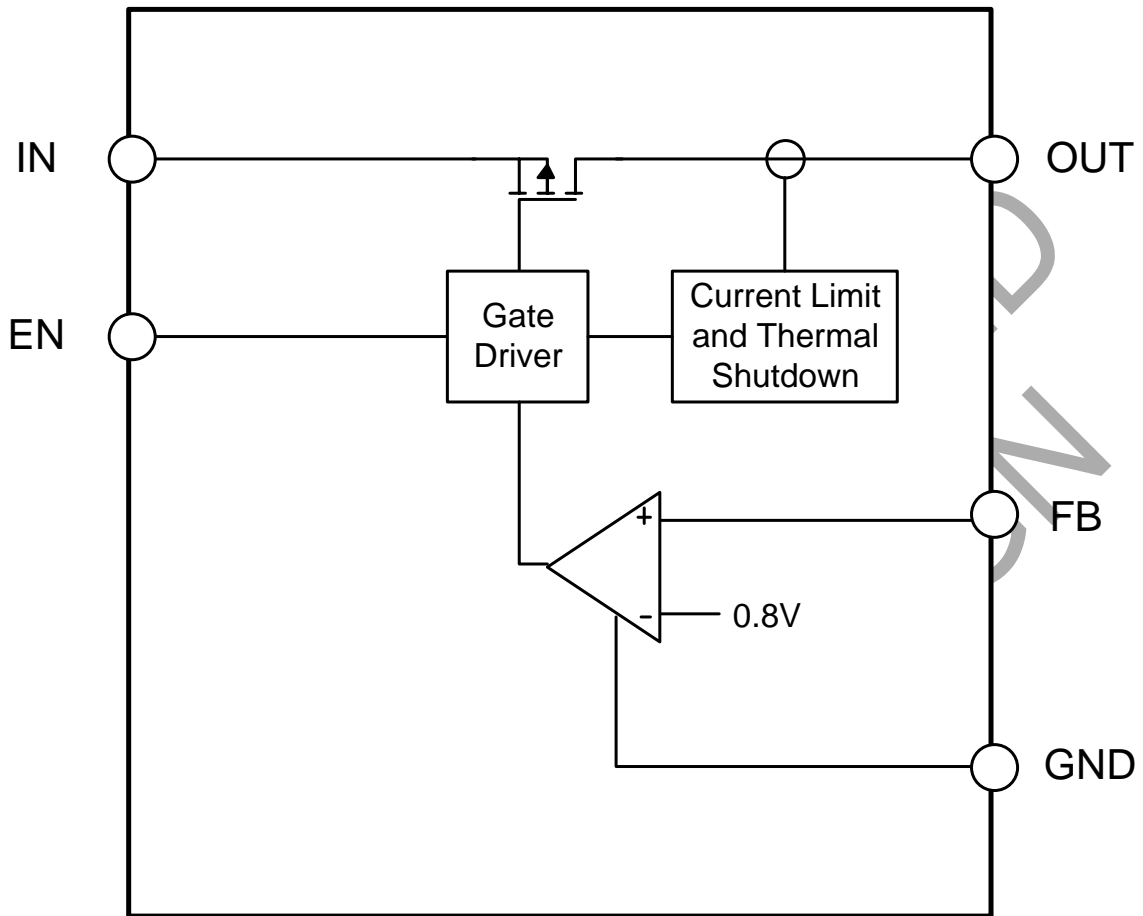 IN
OUT
EN
Gate
Driver
Current Limit
and Thermal
Shutdown
+
FB
-
0.8V
GND